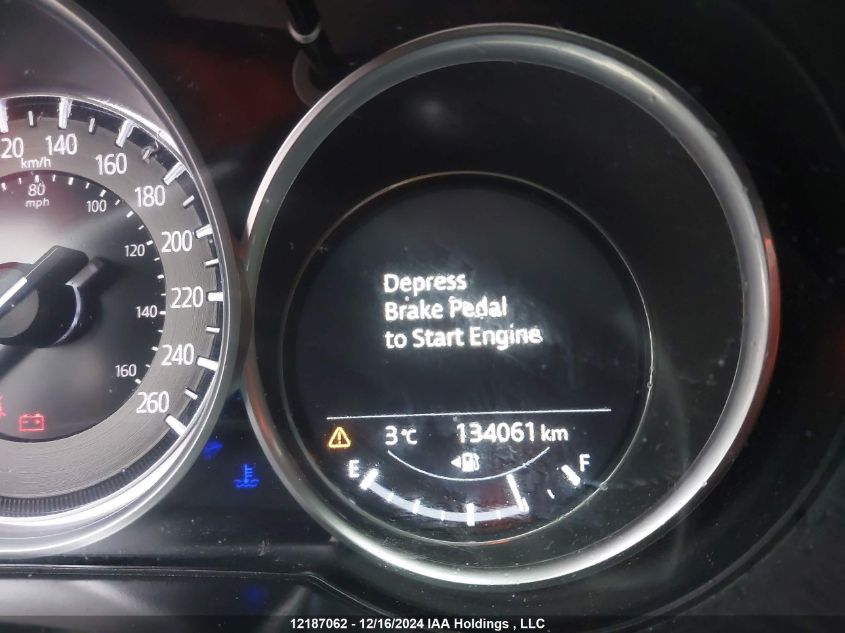 20 140 160 180 200 220 240 260
km/h
80 100 120 140 160
mph
Depress
Brake Pedal
to Start Engine
3°C 134061 km
E F
12187062 - 12/16/2024 IAA Holdings , LLC